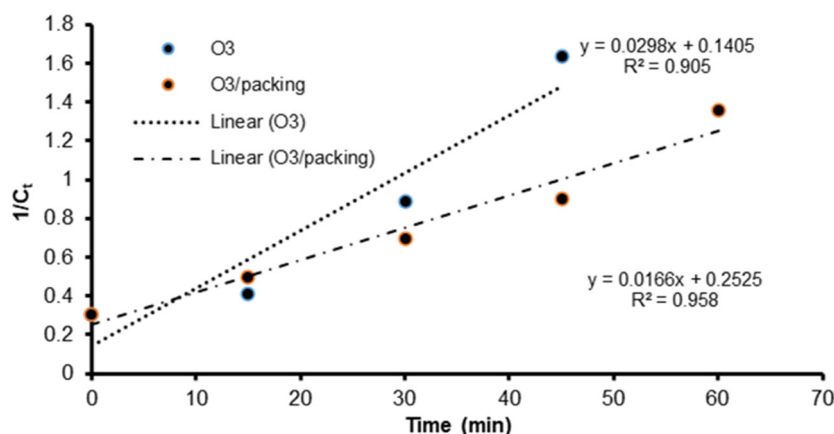 1.8
1.6
1.4
1.2
1
0.8
0.6
0.4
0.2
0
1/Cₜ
O3
O3/packing
Linear (O3)
Linear (O3/packing)
y = 0.0298x + 0.1405
R² = 0.905
y = 0.0166x + 0.2525
R² = 0.958
0 10 20 30 40 50 60 70
Time (min)